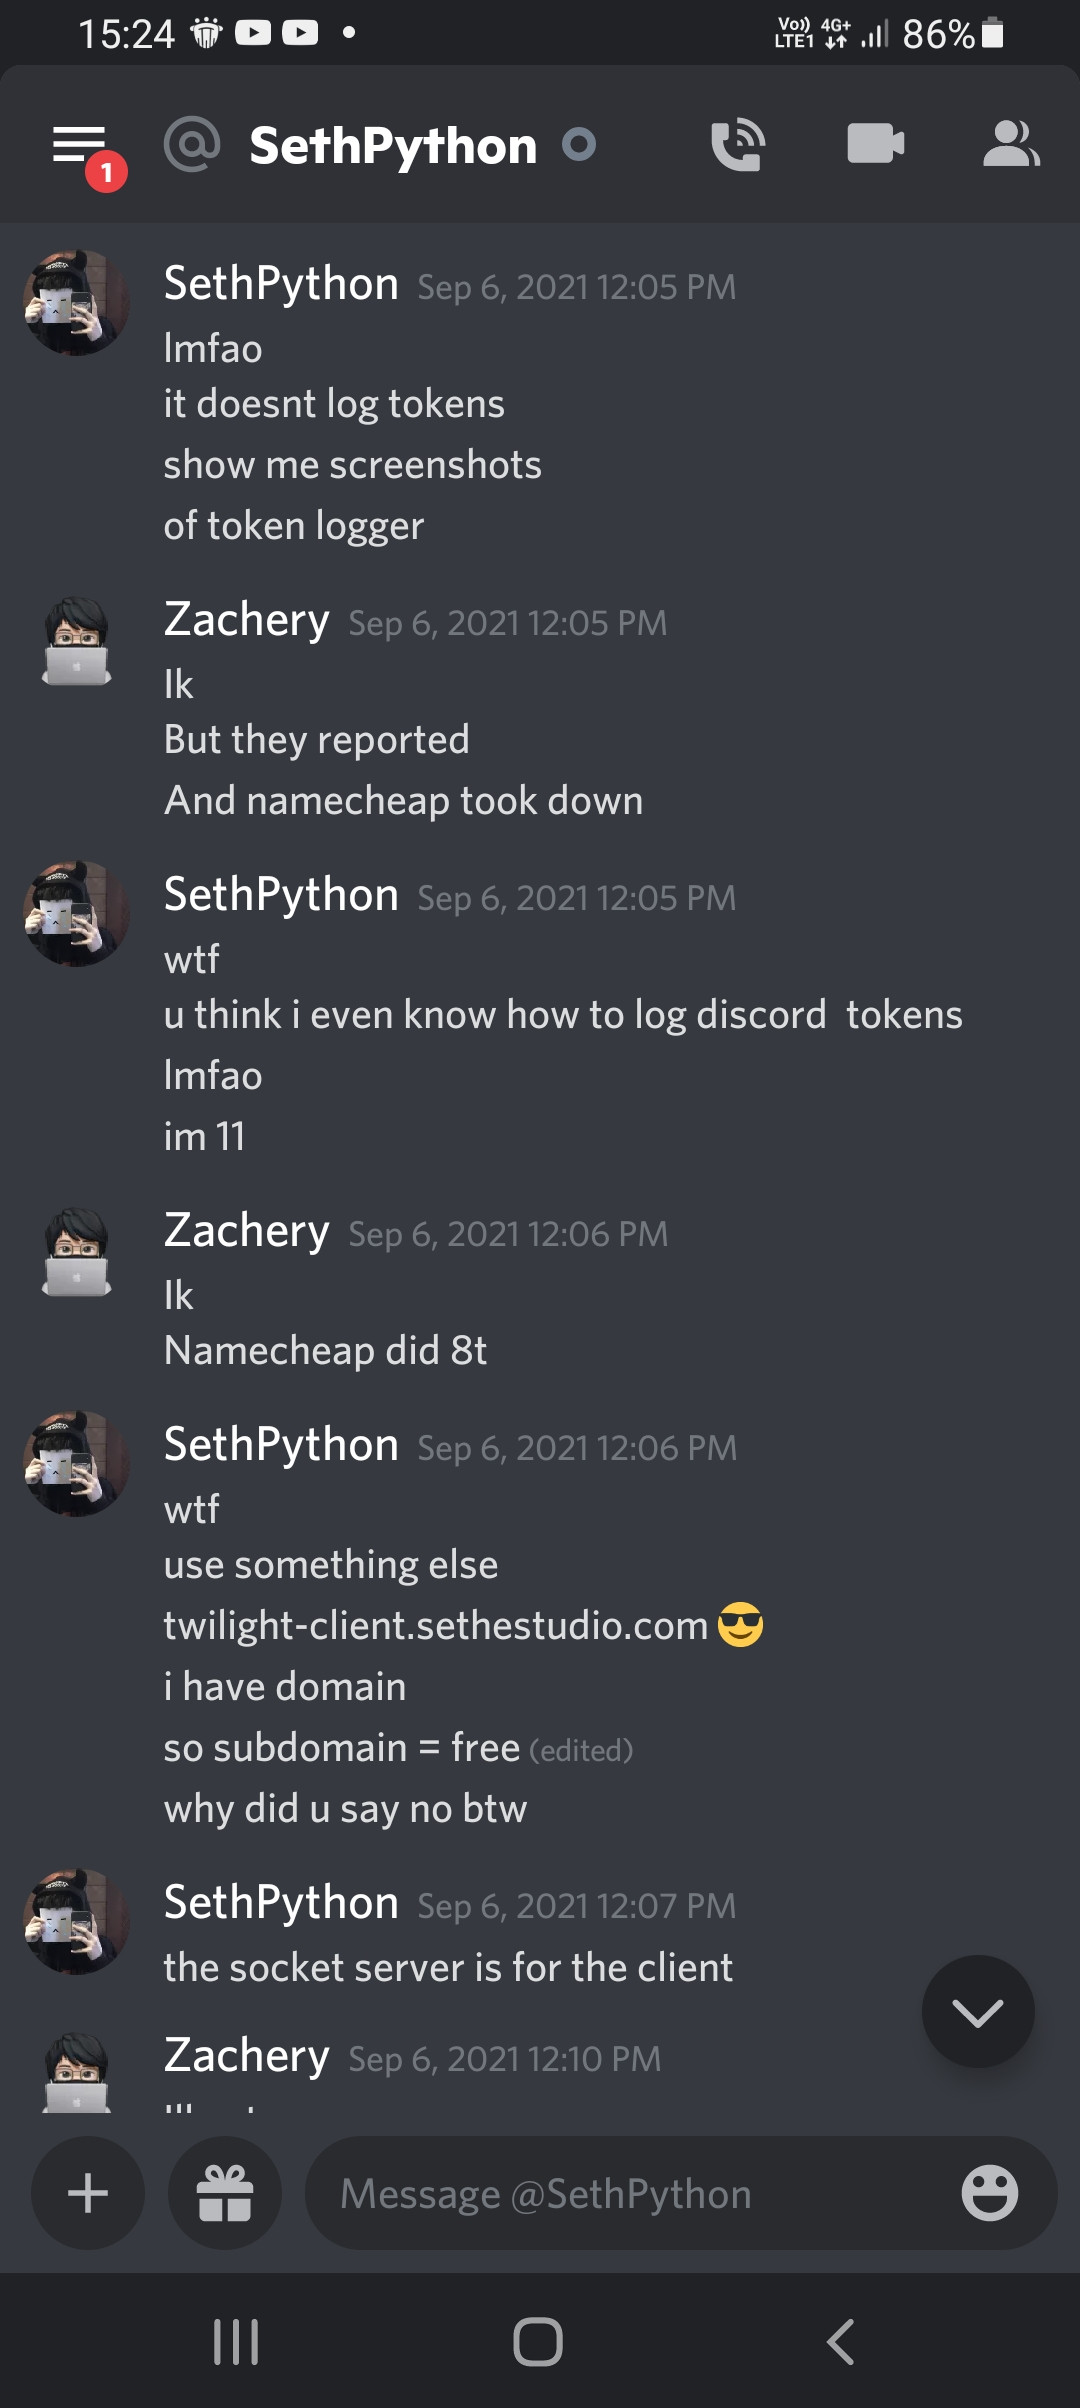 15:24
Vo)) LTE1 4G+ 86%
1
@ SethPython
SethPython Sep 6, 2021 12:05 PM
lmfao
it doesnt log tokens
show me screenshots
of token logger
Zachery Sep 6, 2021 12:05 PM
Ik
But they reported
And namecheap took down
SethPython Sep 6, 2021 12:05 PM
wtf
u think i even know how to log discord  tokens
lmfao
im 11
Zachery Sep 6, 2021 12:06 PM
Ik
Namecheap did 8t
SethPython Sep 6, 2021 12:06 PM
wtf
use something else
twilight-client.sethestudio.com 😎
i have domain
so subdomain = free (edited)
why did u say no btw
SethPython Sep 6, 2021 12:07 PM
the socket server is for the client
Zachery Sep 6, 2021 12:10 PM
Message @SethPython